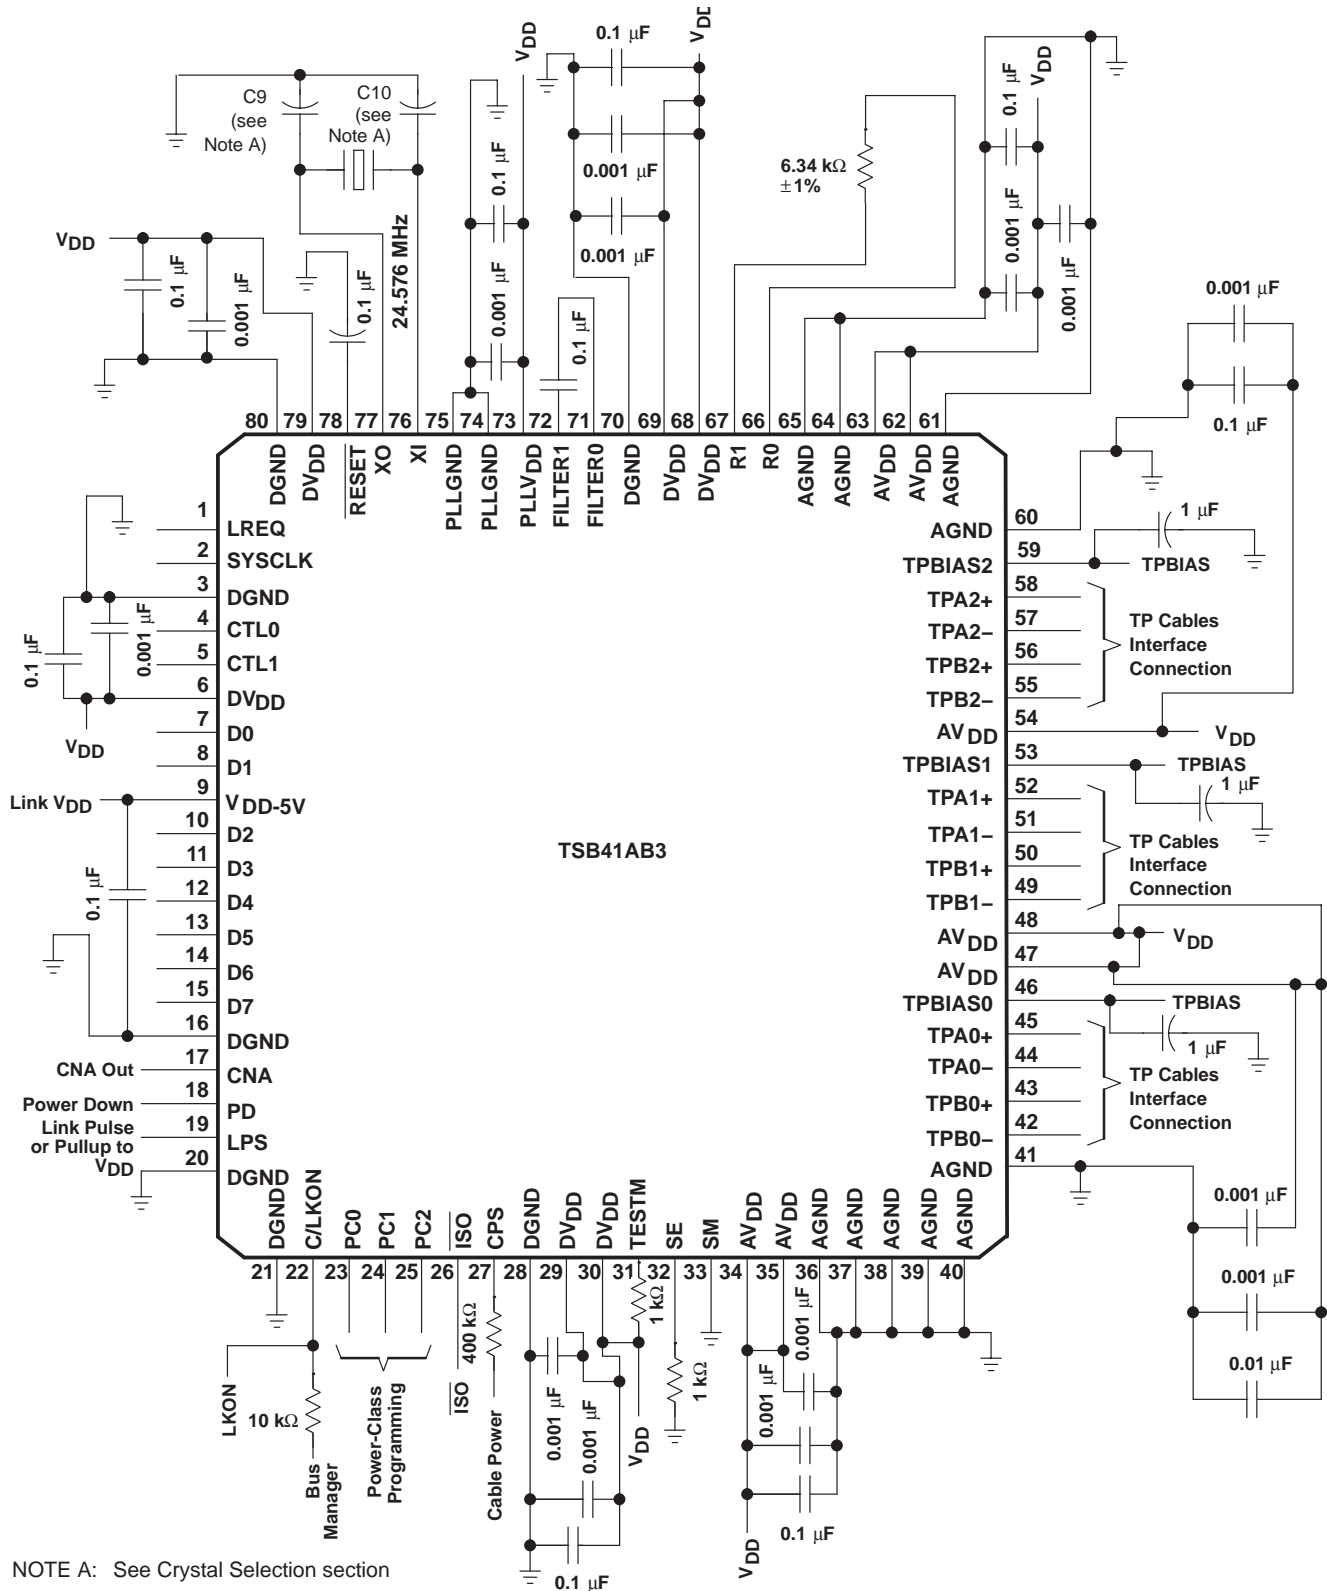 0.1 μF
VDD
VDD
C9
(see
Note A)
C10
(see
Note A)
24.576 MHz
0.1 μF
0.001 μF
0.001 μF
0.001 μF
6.34 kΩ
±1%
0.1 μF
VDD
0.001 μF
0.001 μF
VDD
0.1 μF
0.001 μF
0.1 μF
0.001 μF
0.1 μF
0.001 μF
0.1 μF
80 79 78 77 76 75 74 73 72 71 70 69 68 67 66 65 64 63 62 61
DGND
DVDD
RESET
XO
XI
PLLGND
PLLGND
PLLVDD
FILTER1
FILTER0
DGND
DVDD
DVDD
R1
R0
AGND
AGND
AVDD
AVDD
AGND
1 LREQ
2 SYSCLK
3 DGND
4 CTL0
5 CTL1
6 DVDD
7 D0
8 D1
9 VDD-5V
10 D2
11 D3
12 D4
13 D5
14 D6
15 D7
16 DGND
17 CNA
18 PD
19 LPS
20 DGND
0.1 μF
0.001 μF
VDD
Link VDD
0.1 μF
CNA Out
Power Down
Link Pulse
or Pullup to
VDD
TSB41AB3
AGND 60
TPBIAS2 59
TPA2+ 58
TPA2− 57
TPB2+ 56
TPB2− 55
AVDD 54
TPBIAS1 53
TPA1+ 52
TPA1− 51
TPB1+ 50
TPB1− 49
AVDD 48
AVDD 47
TPBIAS0 46
TPA0+ 45
TPA0− 44
TPB0+ 43
TPB0− 42
AGND 41
1 μF
TPBIAS
TP Cables
Interface
Connection
VDD
TPBIAS
1 μF
TP Cables
Interface
Connection
VDD
TPBIAS
1 μF
TP Cables
Interface
Connection
0.001 μF
0.001 μF
0.01 μF
DGND
C/LKON
PC0
PC1
PC2
ISO
CPS
DGND
DVDD
DVDD
TESTM
SE
SM
AVDD
AVDD
AGND
AGND
AGND
AGND
AGND
21 22 23 24 25 26 27 28 29 30 31 32 33 34 35 36 37 38 39 40
LKON
10 kΩ
Bus
Manager
Power-Class
Programming
ISO
400 kΩ
Cable Power
0.001 μF
0.001 μF
0.1 μF
1 kΩ
VDD
1 kΩ
0.001 μF
0.001 μF
0.1 μF
VDD
NOTE A: See Crystal Selection section